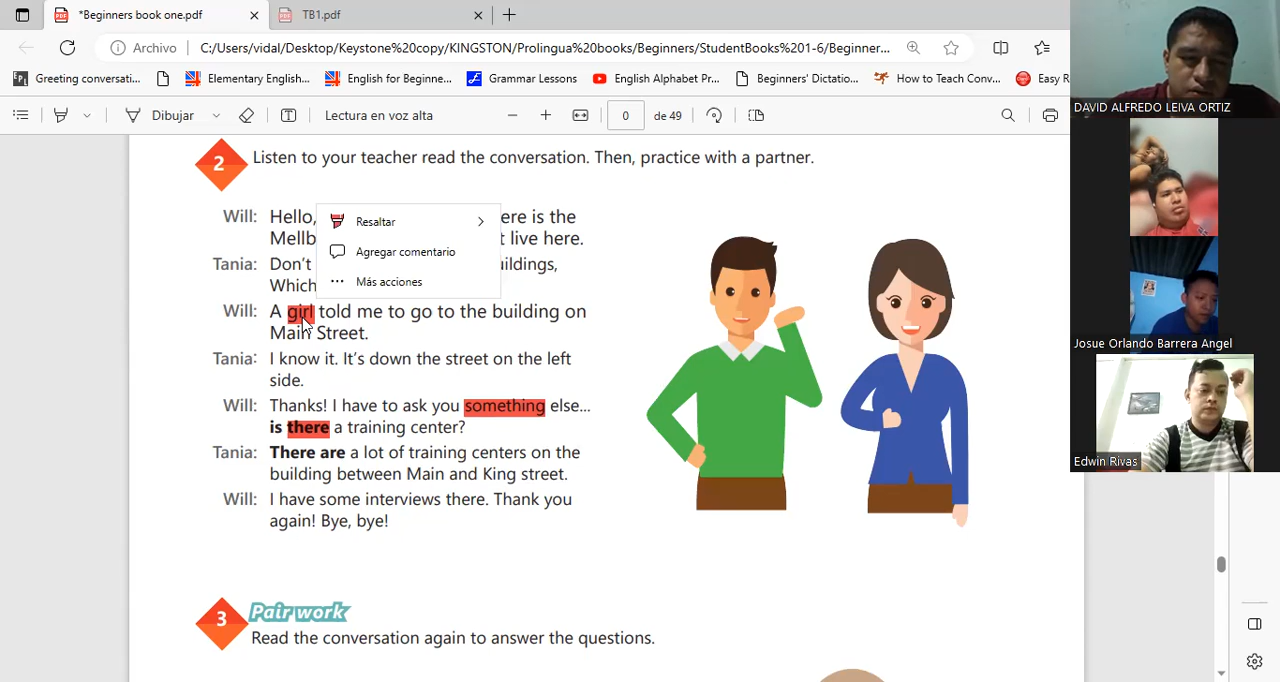 *Beginners book one.pdf
TB1.pdf
Archivo
C:/Users/vidal/Desktop/Keystone%20copy/KINGSTON/Prolingua%20books/Beginners/StudentBooks%201-6/Beginner...
Greeting conversati...
Elementary English...
English for Beginne...
Grammar Lessons
English Alphabet Pr...
Beginners' Dictatio...
How to Teach Conv...
Easy R
Dibujar
Lectura en voz alta
0
de 49
2
Listen to your teacher read the conversation. Then, practice with a partner.
Will: Hello, ere is the
Mellb t live here.
Tania: Don't uildings,
Which
Will: A girl told me to go to the building on
Main Street.
Tania: I know it. It's down the street on the left
side.
Will: Thanks! I have to ask you something else...
is there a training center?
Tania: There are a lot of training centers on the
building between Main and King street.
Will: I have some interviews there. Thank you
again! Bye, bye!
Resaltar
Agregar comentario
Más acciones
3
Pair work
Read the conversation again to answer the questions.
DAVID ALFREDO LEIVA ORTIZ
Josue Orlando Barrera Angel
Edwin Rivas